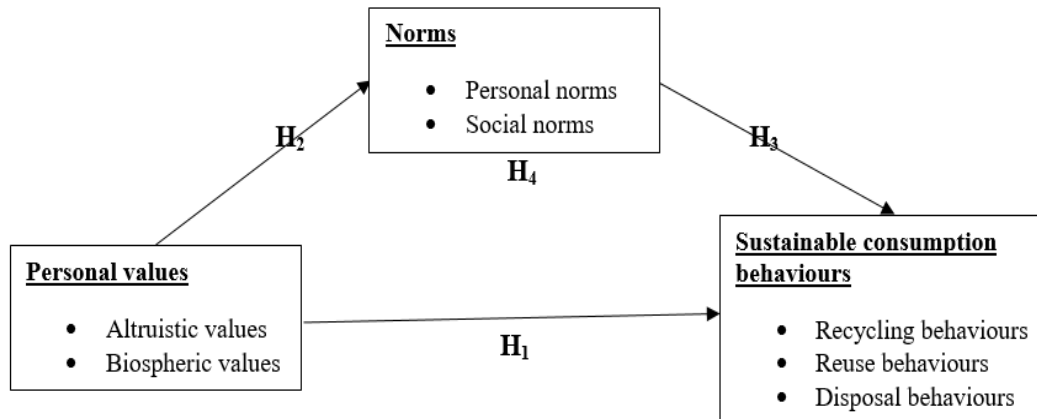 Norms
• Personal norms
• Social norms
H2
H3
H4
Personal values
• Altruistic values
• Biospheric values
H1
Sustainable consumption
behaviours
• Recycling behaviours
• Reuse behaviours
• Disposal behaviours